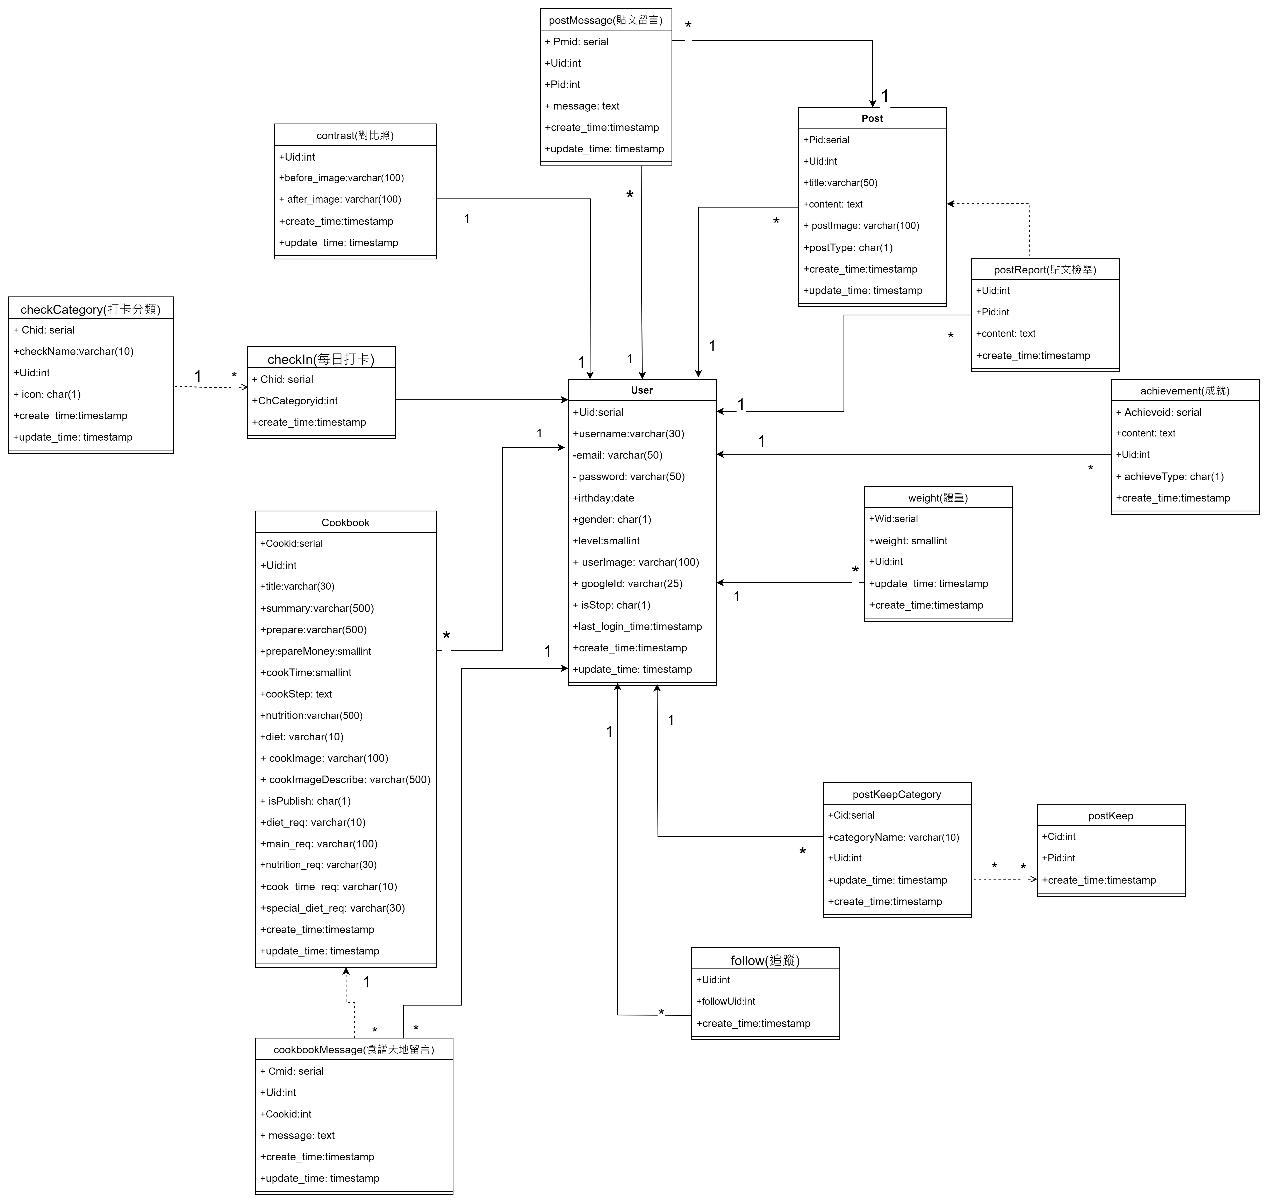 postMessage(貼文留言)
+ Pmid: serial
+Uid:int
+Pid:int
+ message: text
+create_time:timestamp
+update_time: timestamp
*
1
*
1
Post
+Pid:serial
+Uid:int
+title:varchar(50)
+content: text
+ postImage: varchar(100)
+postType: char(1)
+create_time:timestamp
+update_time: timestamp
*
1
contrast(對比照)
+Uid:int
+before_image:varchar(100)
+ after_image: varchar(100)
+create_time:timestamp
+update_time: timestamp
1
1
postReport(貼文檢舉)
+Uid:int
+Pid:int
+content: text
+create_time:timestamp
*
1
checkCategory(打卡分類)
+ Chid: serial
+checkName:varchar(10)
+Uid:int
+ icon: char(1)
+create_time:timestamp
+update_time: timestamp
1
*
checkIn(每日打卡)
+ Chid: serial
+ChCategoryid:int
+create_time:timestamp
User
+Uid:serial
+username:varchar(30)
-email: varchar(50)
- password: varchar(50)
+irthday:date
+gender: char(1)
+level:smallint
+ userImage: varchar(100)
+ googleId: varchar(25)
+ isStop: char(1)
+last_login_time:timestamp
+create_time:timestamp
+update_time: timestamp
achievement(成就)
+ Achieveid: serial
+content: text
+Uid:int
+ achieveType: char(1)
+create_time:timestamp
1
*
weight(體重)
+Wid:serial
+weight: smallint
+Uid:int
+update_time: timestamp
+create_time:timestamp
*
1
Cookbook
+Cookid:serial
+Uid:int
+title:varchar(30)
+summary:varchar(500)
+prepare:varchar(500)
+prepareMoney:smallint
+cookTime:smallint
+cookStep: text
+nutrition:varchar(500)
+diet: varchar(10)
+ cookImage: varchar(100)
+ cookImageDescribe: varchar(500)
+ isPublish: char(1)
+diet_req: varchar(10)
+main_req: varchar(100)
+nutrition_req: varchar(30)
+cook_time_req: varchar(10)
+special_diet_req: varchar(30)
+create_time:timestamp
+update_time: timestamp
1
*
1
1
1
postKeepCategory
+Cid:serial
+categoryName: varchar(10)
+Uid:int
+update_time: timestamp
+create_time:timestamp
*
*
*
postKeep
+Cid:int
+Pid:int
+create_time:timestamp
follow(追蹤)
+Uid:int
+followUid:int
+create_time:timestamp
*
1
*
*
cookbookMessage(食譜天地留言)
+ Cmid: serial
+Uid:int
+Cookid:int
+ message: text
+create_time:timestamp
+update_time: timestamp